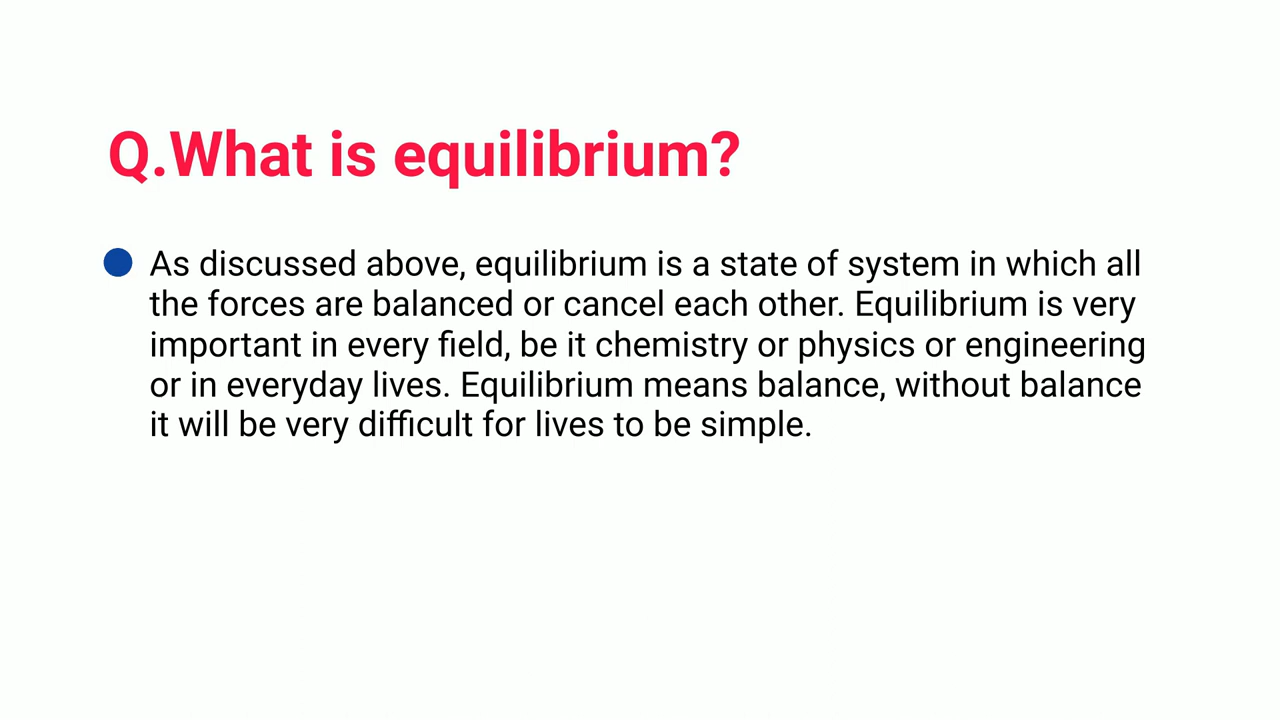 Q.What is equilibrium?
As discussed above, equilibrium is a state of system in which all
the forces are balanced or cancel each other. Equilibrium is very
important in every field, be it chemistry or physics or engineering
or in everyday lives. Equilibrium means balance, without balance
it will be very difficult for lives to be simple.